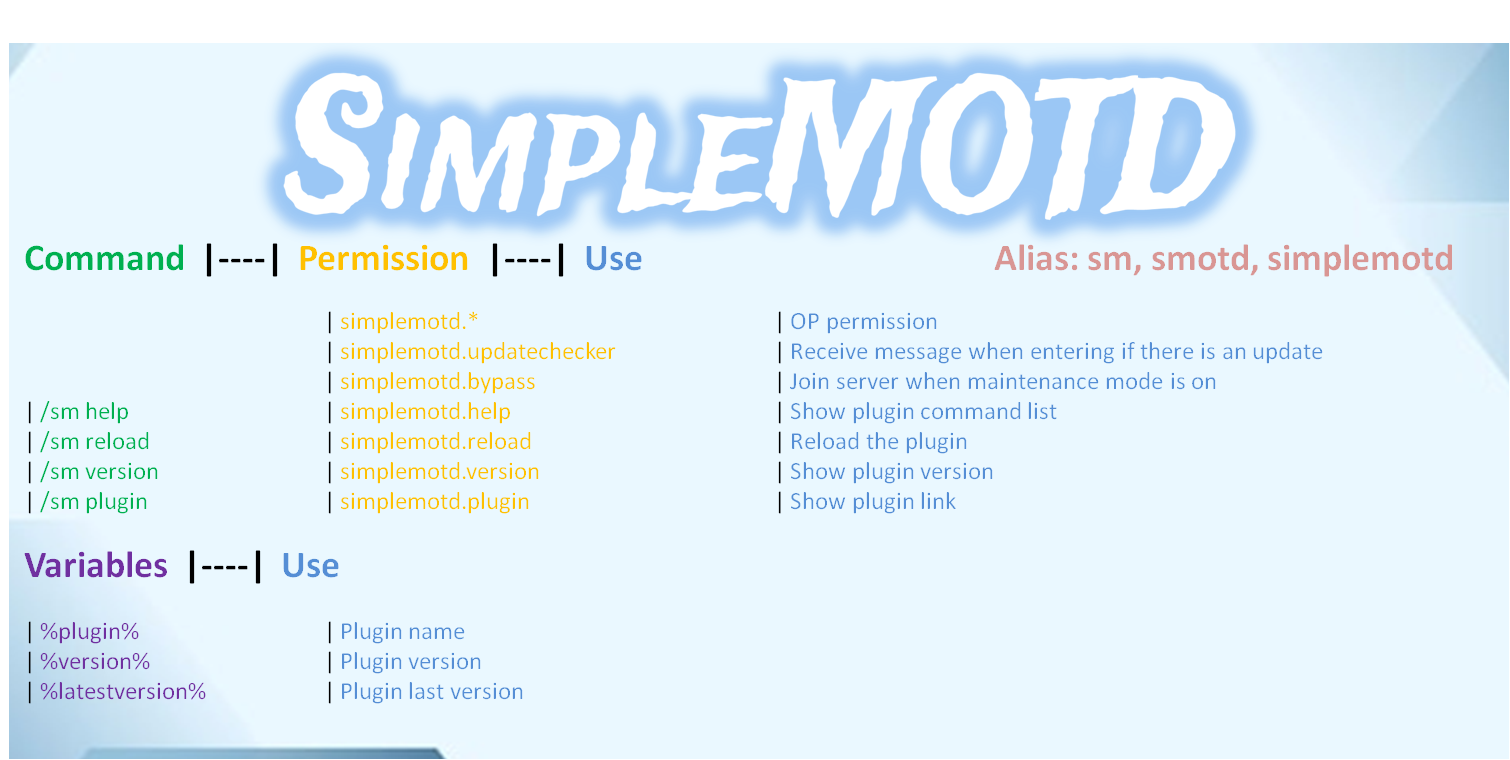 SIMPLEMOTD
Command |----| Permission |----| Use Alias: sm, smotd, simplemotd
| simplemotd.* | OP permission
| simplemotd.updatechecker | Receive message when entering if there is an update
| simplemotd.bypass | Join server when maintenance mode is on
| /sm help | simplemotd.help | Show plugin command list
| /sm reload | simplemotd.reload | Reload the plugin
| /sm version | simplemotd.version | Show plugin version
| /sm plugin | simplemotd.plugin | Show plugin link
Variables |----| Use
| %plugin% | Plugin name
| %version% | Plugin version
| %latestversion% | Plugin last version